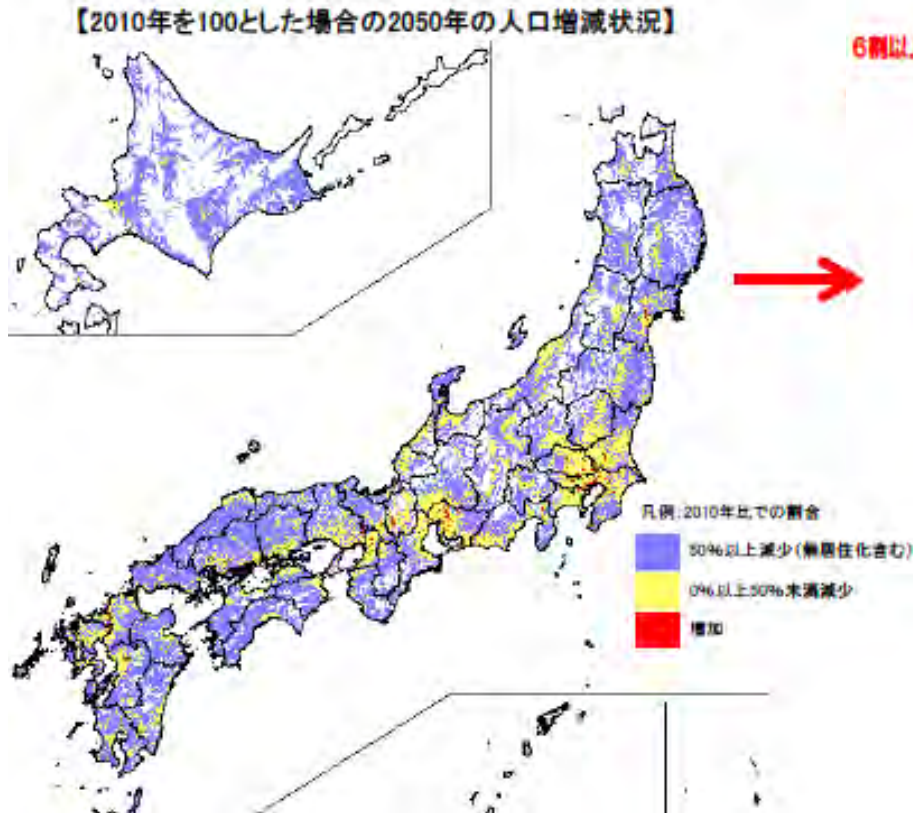 【2010年を100とした場合の2050年の人口増減状況】
6割以
凡例:2010年比での割合
50%以上減少(無居住化含む)
0%以上50%未満減少
増加